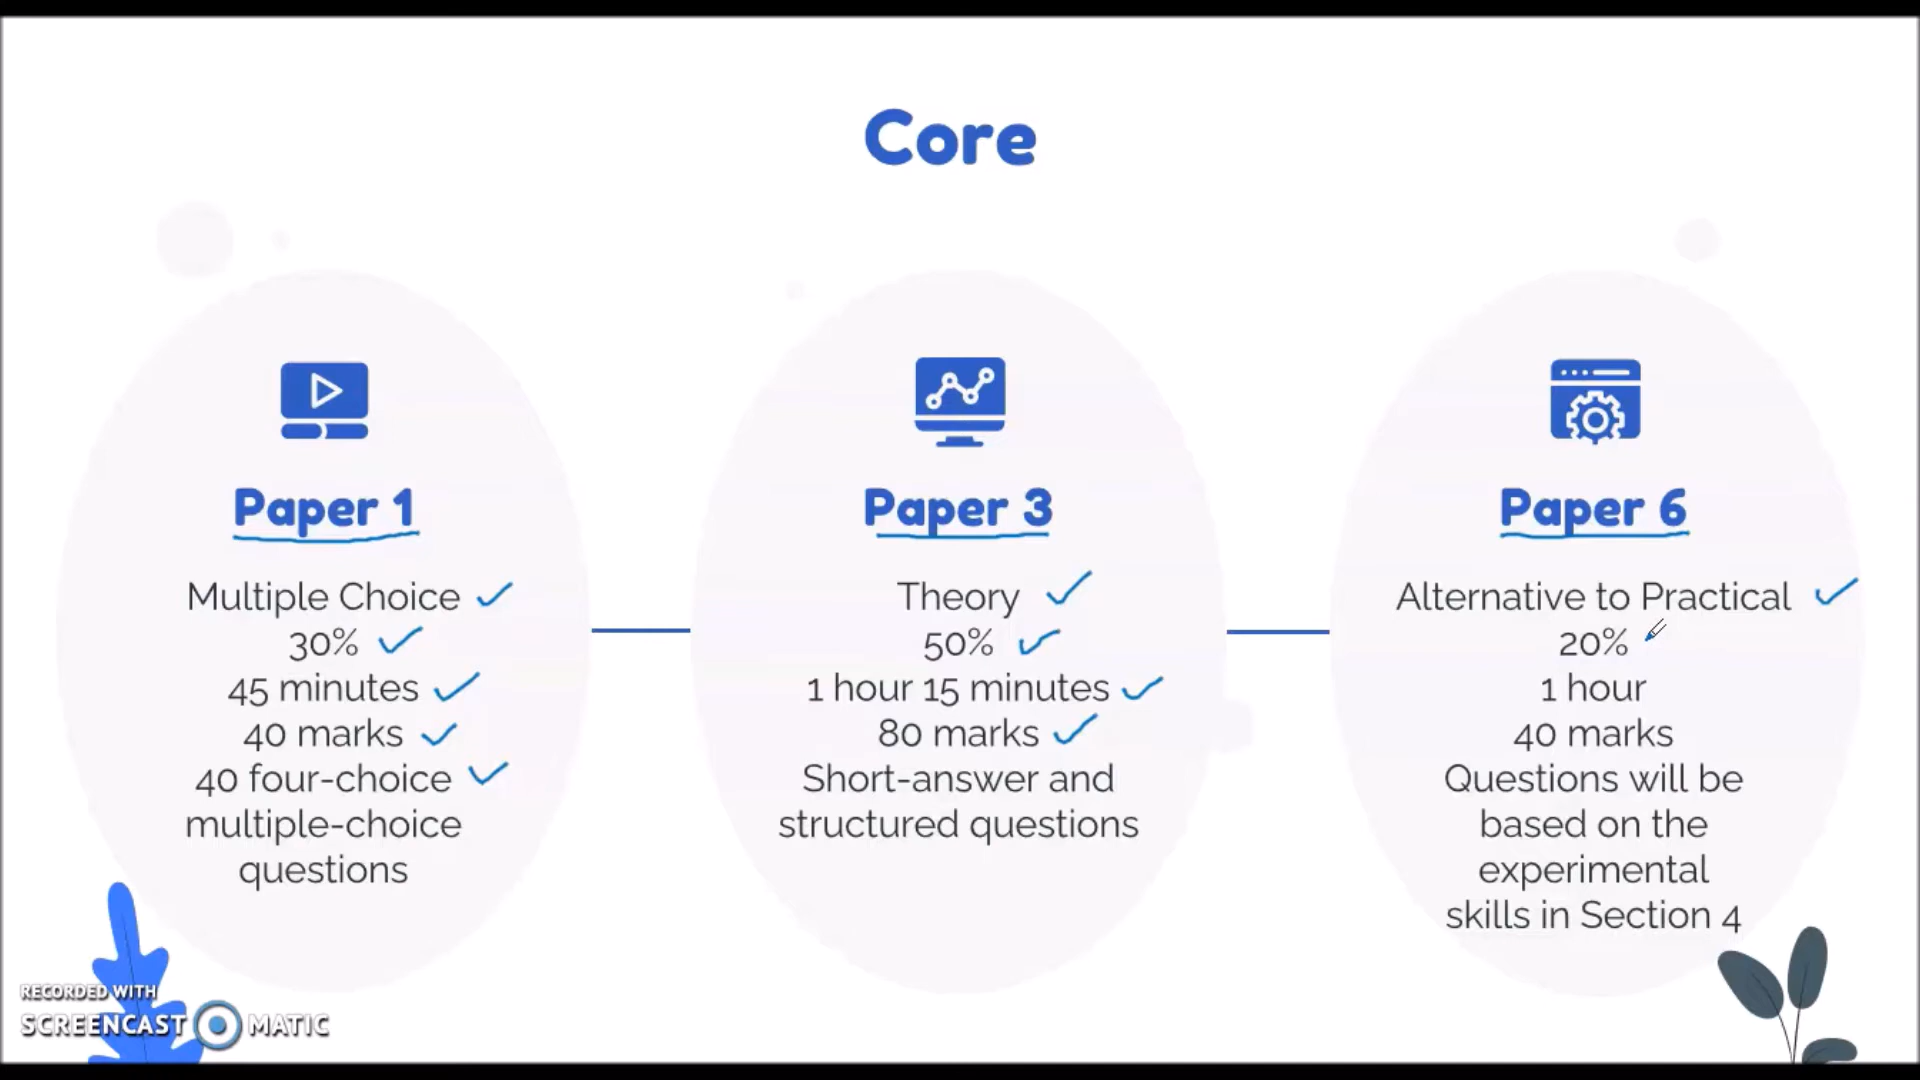 Core
Paper 1
Multiple Choice
30%
45 minutes
40 marks
40 four-choice
multiple-choice
questions
Paper 3
Theory
50%
1 hour 15 minutes
80 marks
Short-answer and
structured questions
Paper 6
Alternative to Practical
20%
1 hour
40 marks
Questions will be
based on the
experimental
skills in Section 4
RECORDED WITH
SCREENCAST MATIC